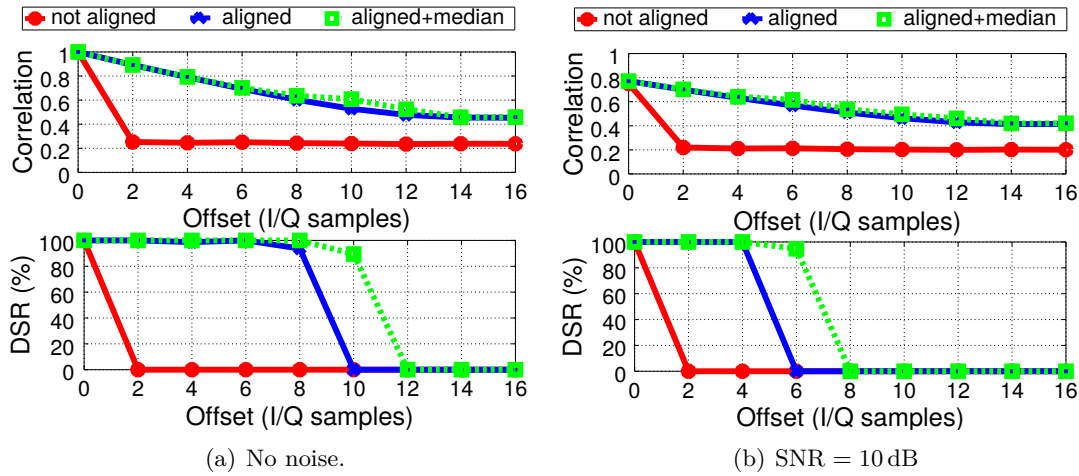 not aligned aligned aligned+median
Correlation
1
0.8
0.6
0.4
0.2
0
0 2 4 6 8 10 12 14 16
Offset (I/Q samples)
DSR (%)
100
80
60
40
20
0
0 2 4 6 8 10 12 14 16
Offset (I/Q samples)
(a) No noise.
not aligned aligned aligned+median
Correlation
1
0.8
0.6
0.4
0.2
0
0 2 4 6 8 10 12 14 16
Offset (I/Q samples)
DSR (%)
100
80
60
40
20
0
0 2 4 6 8 10 12 14 16
Offset (I/Q samples)
(b) SNR = 10 dB